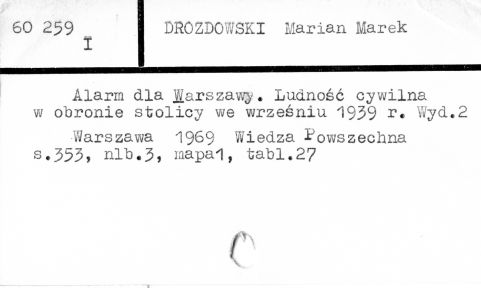 60 259
I
DROZDOWSKI Marian Marek
Alarm dla Warszawy. Ludność cywilna
w obronie stolicy we wrześniu 1939 r. Wyd.2
Warszawa 1969 Wiedza Powszechna
s.353, nlb.3, mapa1, tabl.27